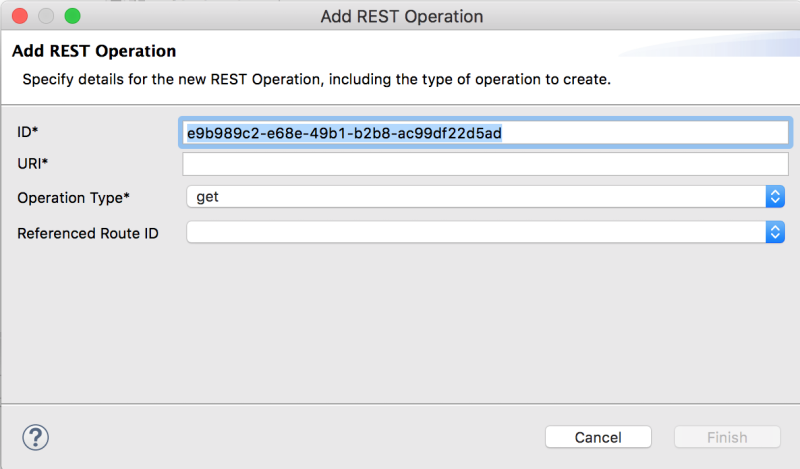 Add REST Operation
Add REST Operation
Specify details for the new REST Operation, including the type of operation to create.
ID* e9b989c2-e68e-49b1-b2b8-ac99df22d5ad
URI*
Operation Type* get
Referenced Route ID
? Cancel Finish